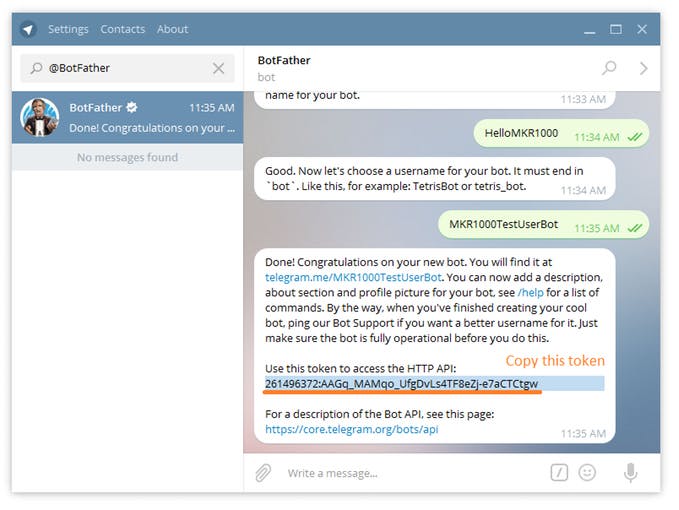 Settings Contacts About
@BotFather
BotFather
11:35 AM
Done! Congratulations on your ...
No messages found
BotFather
bot
name for your bot.
11:33 AM
HelloMKR1000
11:34 AM
Good. Now let's choose a username for your bot. It must end in
`bot`. Like this, for example: TetrisBot or tetris_bot.
11:34 AM
MKR1000TestUserBot
11:35 AM
Done! Congratulations on your new bot. You will find it at
telegram.me/MKR1000TestUserBot. You can now add a description,
about section and profile picture for your bot, see /help for a list of
commands. By the way, when you've finished creating your cool
bot, ping our Bot Support if you want a better username for it. Just
make sure the bot is fully operational before you do this.
Copy this token
Use this token to access the HTTP API:
261496372:AAGq_MAMqo_UfgDvLs4TF8eZj-e7aCTCtgw
For a description of the Bot API, see this page:
https://core.telegram.org/bots/api
11:35 AM
Write a message...